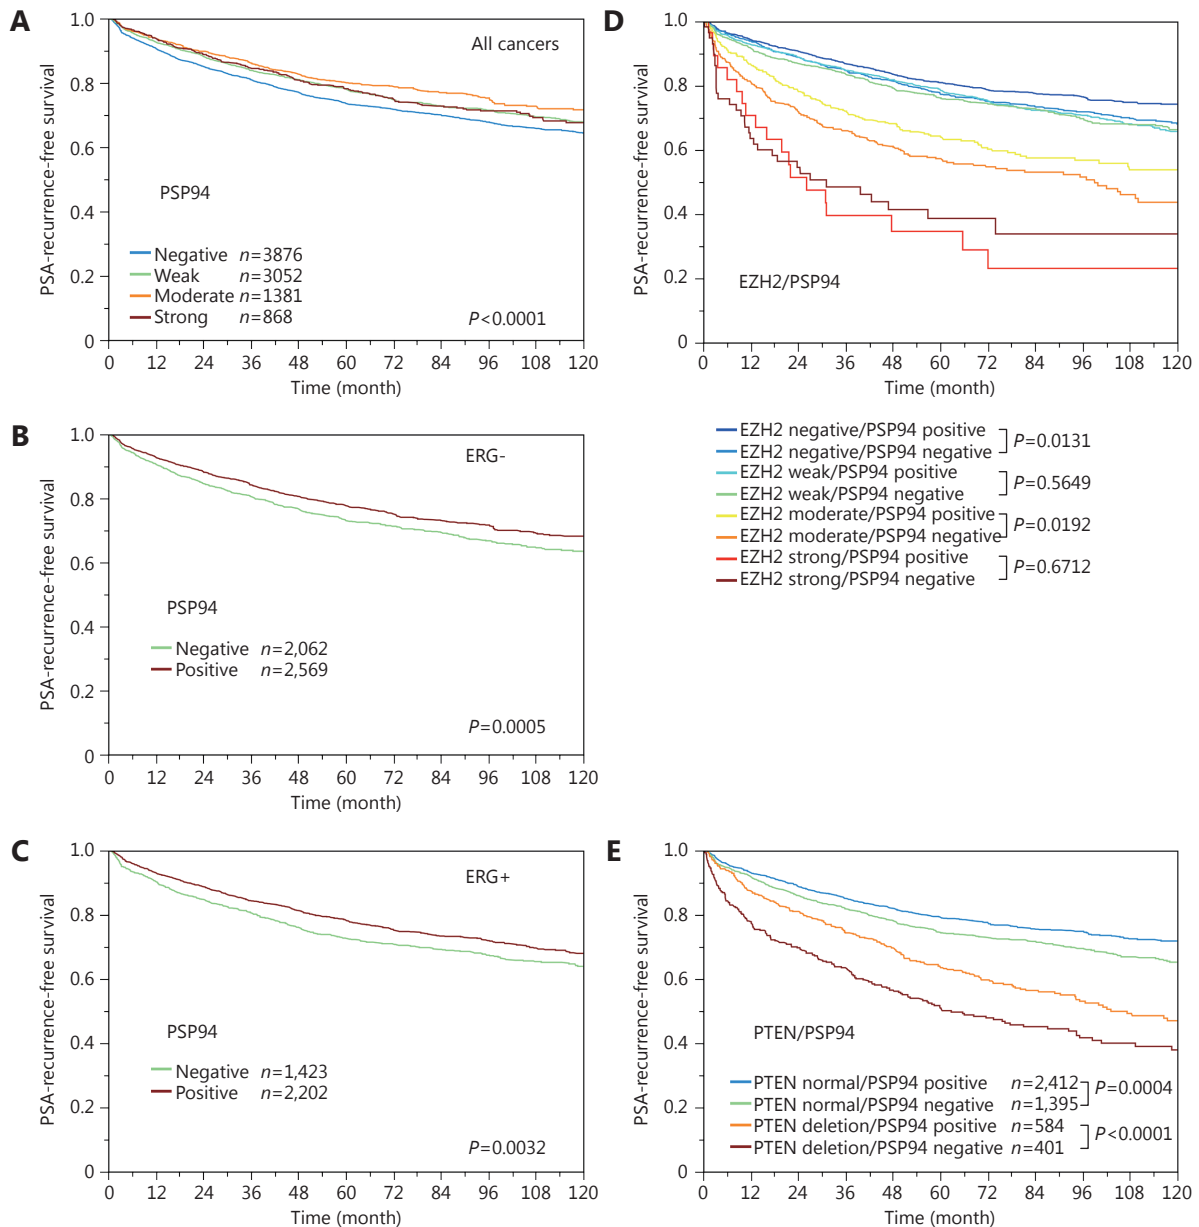 A
1.0
0.8
0.6
0.4
0.2
0
PSA-recurrence-free survival
All cancers
PSP94
Negative n=3876
Weak n=3052
Moderate n=1381
Strong n=868
P<0.0001
0 12 24 36 48 60 72 84 96 108 120
Time (month)
B
1.0
0.8
0.6
0.4
0.2
0
PSA-recurrence-free survival
ERG-
PSP94
Negative n=2,062
Positive n=2,569
P=0.0005
0 12 24 36 48 60 72 84 96 108 120
Time (month)
C
1.0
0.8
0.6
0.4
0.2
0
PSA-recurrence-free survival
ERG+
PSP94
Negative n=1,423
Positive n=2,202
P=0.0032
0 12 24 36 48 60 72 84 96 108 120
Time (month)
D
1.0
0.8
0.6
0.4
0.2
0
PSA-recurrence-free survival
EZH2/PSP94
0 12 24 36 48 60 72 84 96 108 120
Time (month)
EZH2 negative/PSP94 positive
EZH2 negative/PSP94 negative
P=0.0131
EZH2 weak/PSP94 positive
EZH2 weak/PSP94 negative
P=0.5649
EZH2 moderate/PSP94 positive
EZH2 moderate/PSP94 negative
P=0.0192
EZH2 strong/PSP94 positive
EZH2 strong/PSP94 negative
P=0.6712
E
1.0
0.8
0.6
0.4
0.2
0
PSA-recurrence-free survival
PTEN/PSP94
PTEN normal/PSP94 positive n=2,412
PTEN normal/PSP94 negative n=1,395
P=0.0004
PTEN deletion/PSP94 positive n=584
PTEN deletion/PSP94 negative n=401
P<0.0001
0 12 24 36 48 60 72 84 96 108 120
Time (month)